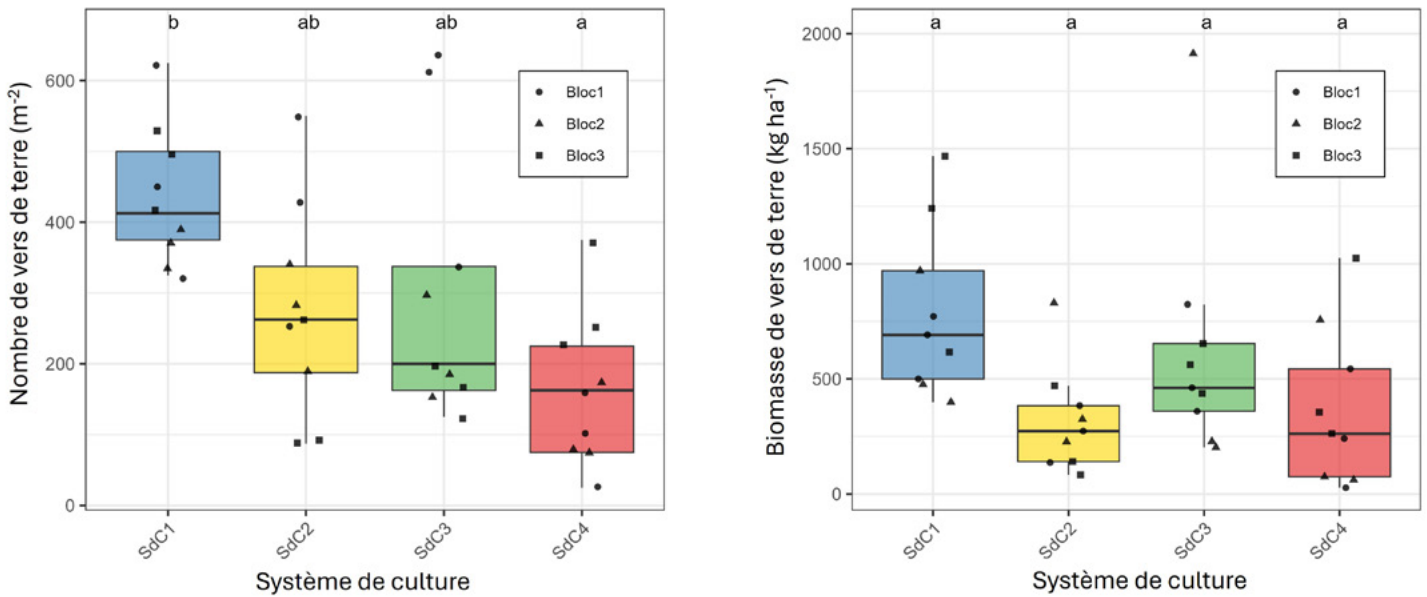 b ab ab a
Nombre de vers de terre (m⁻²)
600
400
200
0
Bloc1
Bloc2
Bloc3
SdC1 SdC2 SdC3 SdC4
Système de culture
a a a a
Biomasse de vers de terre (kg ha⁻¹)
2000
1500
1000
500
0
Bloc1
Bloc2
Bloc3
SdC1 SdC2 SdC3 SdC4
Système de culture